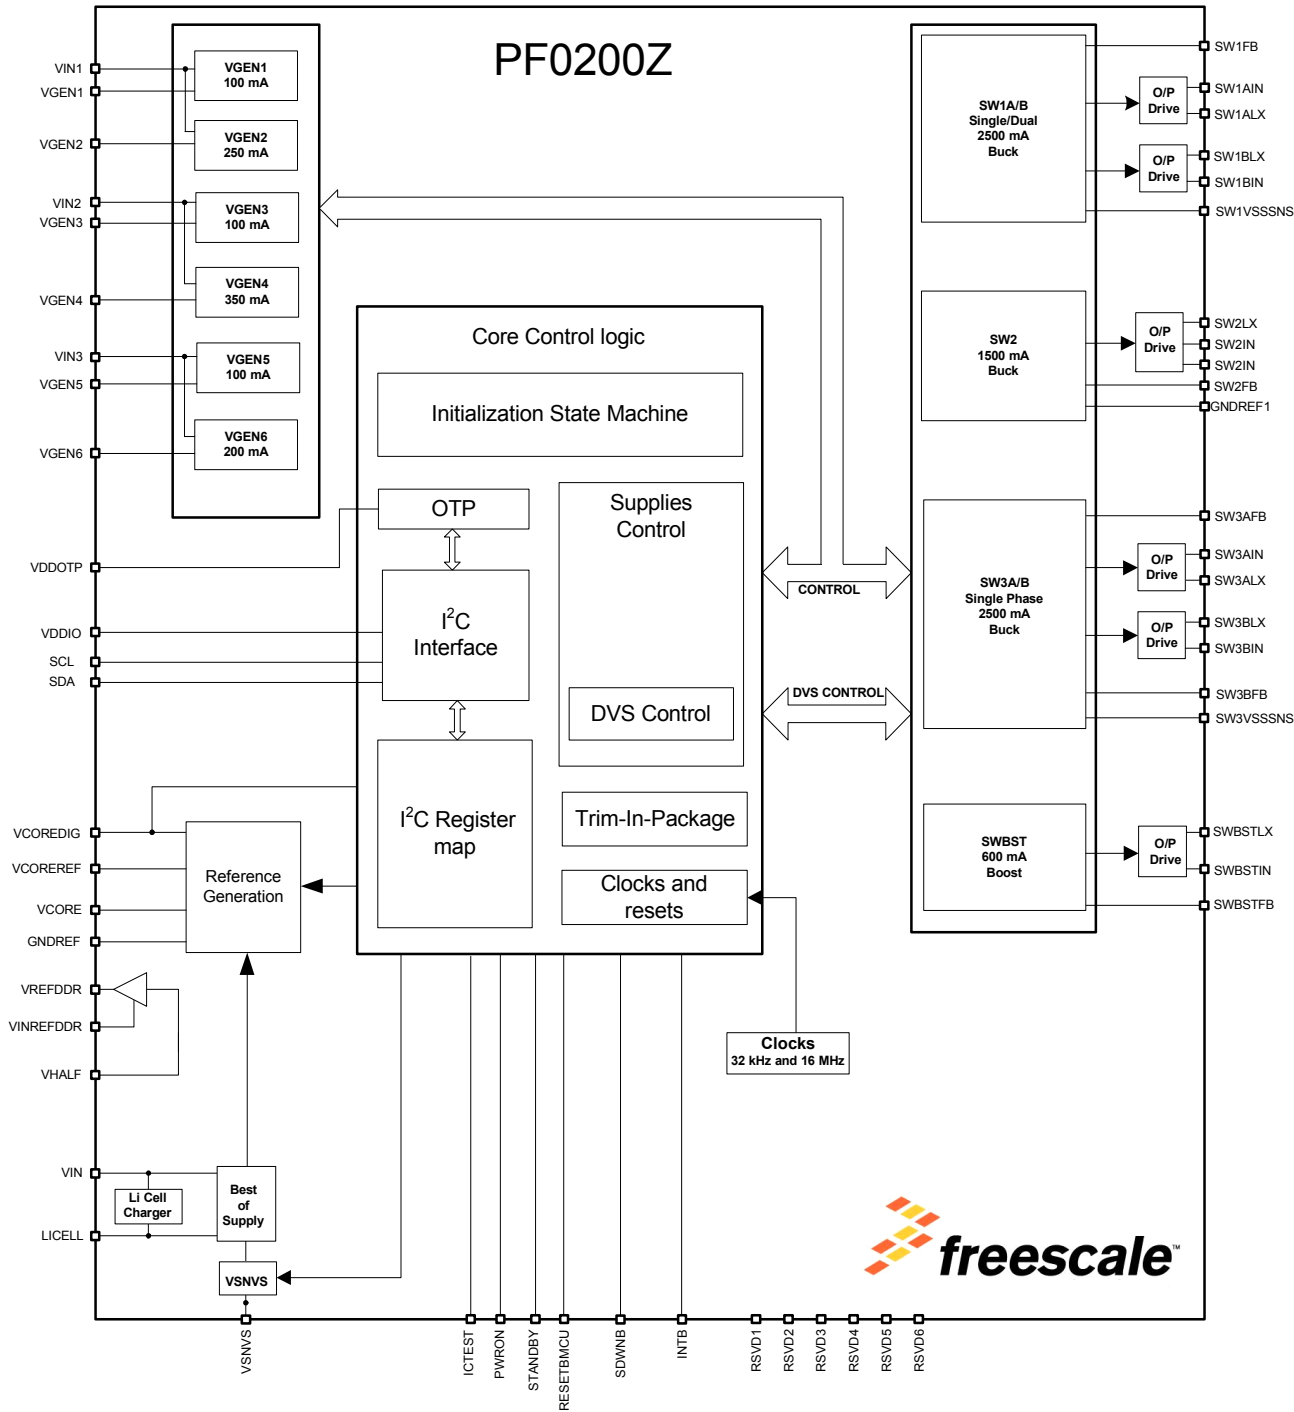 PF0200Z
VIN1
VGEN1
VGEN2
VIN2
VGEN3
VGEN4
VIN3
VGEN5
VGEN6
VDDOTP
VDDIO
SCL
SDA
VCOREDIG
VCOREREF
VCORE
GNDREF
VREFDDR
VINREFDDR
VHALF
VIN
LICELL
VGEN1
100 mA
VGEN2
250 mA
VGEN3
100 mA
VGEN4
350 mA
VGEN5
100 mA
VGEN6
200 mA
Core Control logic
Initialization State Machine
OTP
I2C
Interface
I2C Register
map
Supplies
Control
DVS Control
Trim-In-Package
Clocks and
resets
Reference
Generation
Li Cell
Charger
Best
of
Supply
VSNVS
Clocks
32 kHz and 16 MHz
CONTROL
DVS CONTROL
SW1A/B
Single/Dual
2500 mA
Buck
O/P
Drive
O/P
Drive
SW2
1500 mA
Buck
O/P
Drive
SW3A/B
Single Phase
2500 mA
Buck
O/P
Drive
O/P
Drive
SWBST
600 mA
Boost
O/P
Drive
SW1FB
SW1AIN
SW1ALX
SW1BLX
SW1BIN
SW1VSSSNS
SW2LX
SW2IN
SW2IN
SW2FB
GNDREF1
SW3AFB
SW3AIN
SW3ALX
SW3BLX
SW3BIN
SW3BFB
SW3VSSSNS
SWBSTLX
SWBSTIN
SWBSTFB
freescale™
VSNVS
ICTEST
PWRON
STANDBY
RESETBMCU
SDWNB
INTB
RSVD1
RSVD2
RSVD3
RSVD4
RSVD5
RSVD6